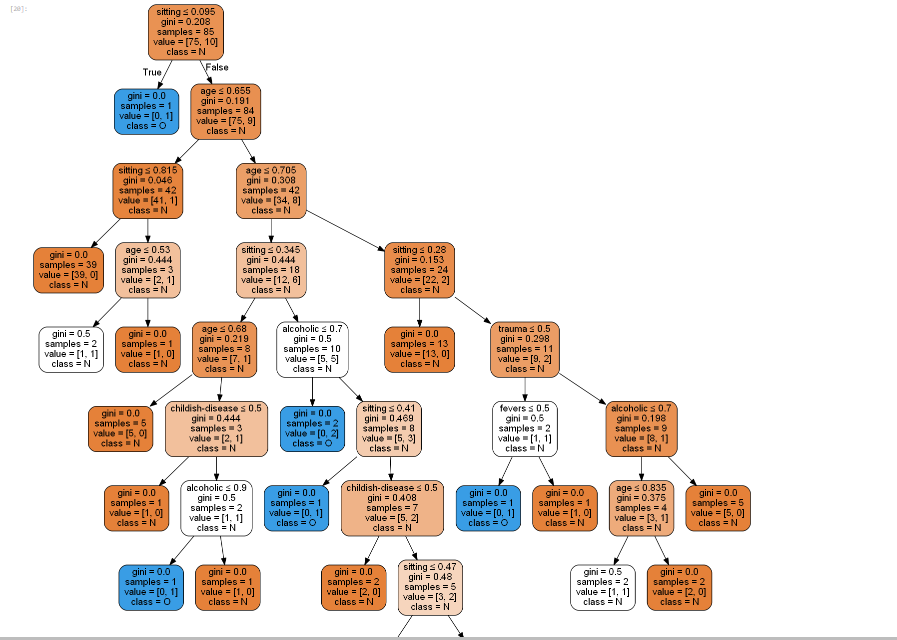 [20]:
sitting ≤ 0.095
gini = 0.208
samples = 85
value = [75, 10]
class = N
True
False
gini = 0.0
samples = 1
value = [0, 1]
class = O
age ≤ 0.655
gini = 0.191
samples = 84
value = [75, 9]
class = N
sitting ≤ 0.815
gini = 0.046
samples = 42
value = [41, 1]
class = N
age ≤ 0.705
gini = 0.308
samples = 42
value = [34, 8]
class = N
gini = 0.0
samples = 39
value = [39, 0]
class = N
age ≤ 0.53
gini = 0.444
samples = 3
value = [2, 1]
class = N
sitting ≤ 0.345
gini = 0.444
samples = 18
value = [12, 6]
class = N
sitting ≤ 0.28
gini = 0.153
samples = 24
value = [22, 2]
class = N
gini = 0.5
samples = 2
value = [1, 1]
class = N
gini = 0.0
samples = 1
value = [1, 0]
class = N
age ≤ 0.68
gini = 0.219
samples = 8
value = [7, 1]
class = N
alcoholic ≤ 0.7
gini = 0.5
samples = 10
value = [5, 5]
class = N
gini = 0.0
samples = 13
value = [13, 0]
class = N
trauma ≤ 0.5
gini = 0.298
samples = 11
value = [9, 2]
class = N
gini = 0.0
samples = 5
value = [5, 0]
class = N
childish-disease ≤ 0.5
gini = 0.444
samples = 3
value = [2, 1]
class = N
gini = 0.0
samples = 2
value = [0, 2]
class = O
sitting ≤ 0.41
gini = 0.469
samples = 8
value = [5, 3]
class = N
fevers ≤ 0.5
gini = 0.5
samples = 2
value = [1, 1]
class = N
alcoholic ≤ 0.7
gini = 0.198
samples = 9
value = [8, 1]
class = N
gini = 0.0
samples = 1
value = [1, 0]
class = N
alcoholic ≤ 0.9
gini = 0.5
samples = 2
value = [1, 1]
class = N
gini = 0.0
samples = 1
value = [0, 1]
class = O
childish-disease ≤ 0.5
gini = 0.408
samples = 7
value = [5, 2]
class = N
gini = 0.0
samples = 1
value = [0, 1]
class = O
gini = 0.0
samples = 1
value = [1, 0]
class = N
age ≤ 0.835
gini = 0.375
samples = 4
value = [3, 1]
class = N
gini = 0.0
samples = 5
value = [5, 0]
class = N
gini = 0.0
samples = 1
value = [0, 1]
class = O
gini = 0.0
samples = 1
value = [1, 0]
class = N
gini = 0.0
samples = 2
value = [2, 0]
class = N
sitting ≤ 0.47
gini = 0.48
samples = 5
value = [3, 2]
class = N
gini = 0.5
samples = 2
value = [1, 1]
class = N
gini = 0.0
samples = 2
value = [2, 0]
class = N